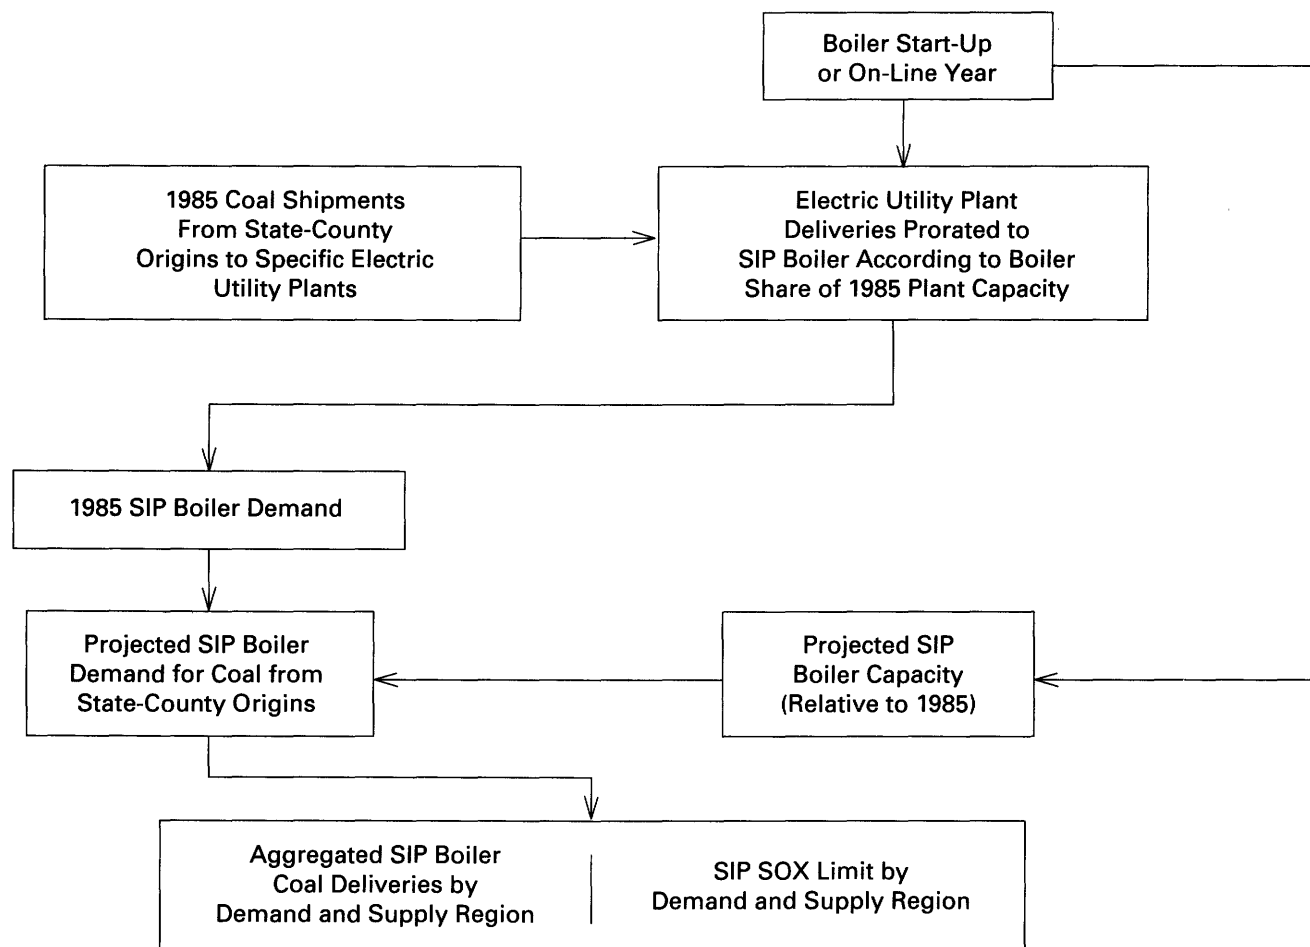 Boiler Start-Up
or On-Line Year
1985 Coal Shipments
From State-County
Origins to Specific Electric
Utility Plants
Electric Utility Plant
Deliveries Prorated to
SIP Boiler According to Boiler
Share of 1985 Plant Capacity
1985 SIP Boiler Demand
Projected SIP Boiler
Demand for Coal from
State-County Origins
Projected SIP
Boiler Capacity
(Relative to 1985)
Aggregated SIP Boiler
Coal Deliveries by
Demand and Supply Region
SIP SOX Limit by
Demand and Supply Region